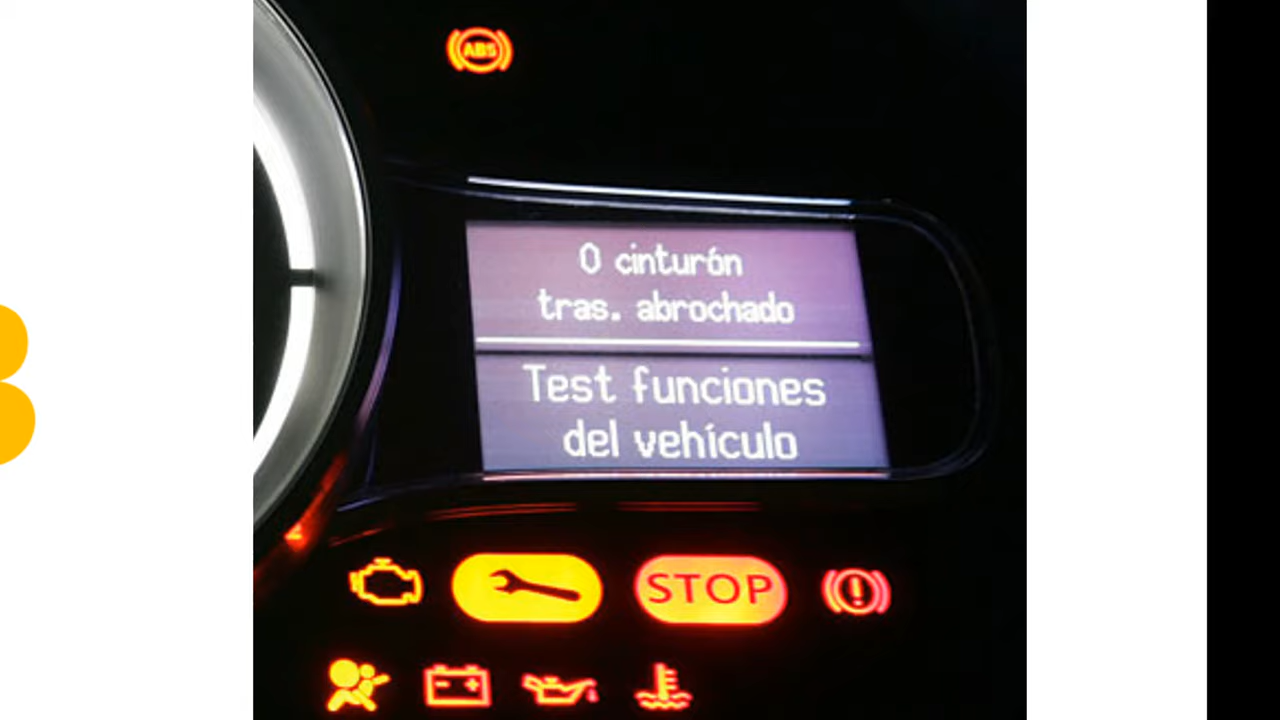 ABS
0 cinturón
tras. abrochado
Test funciones
del vehículo
STOP